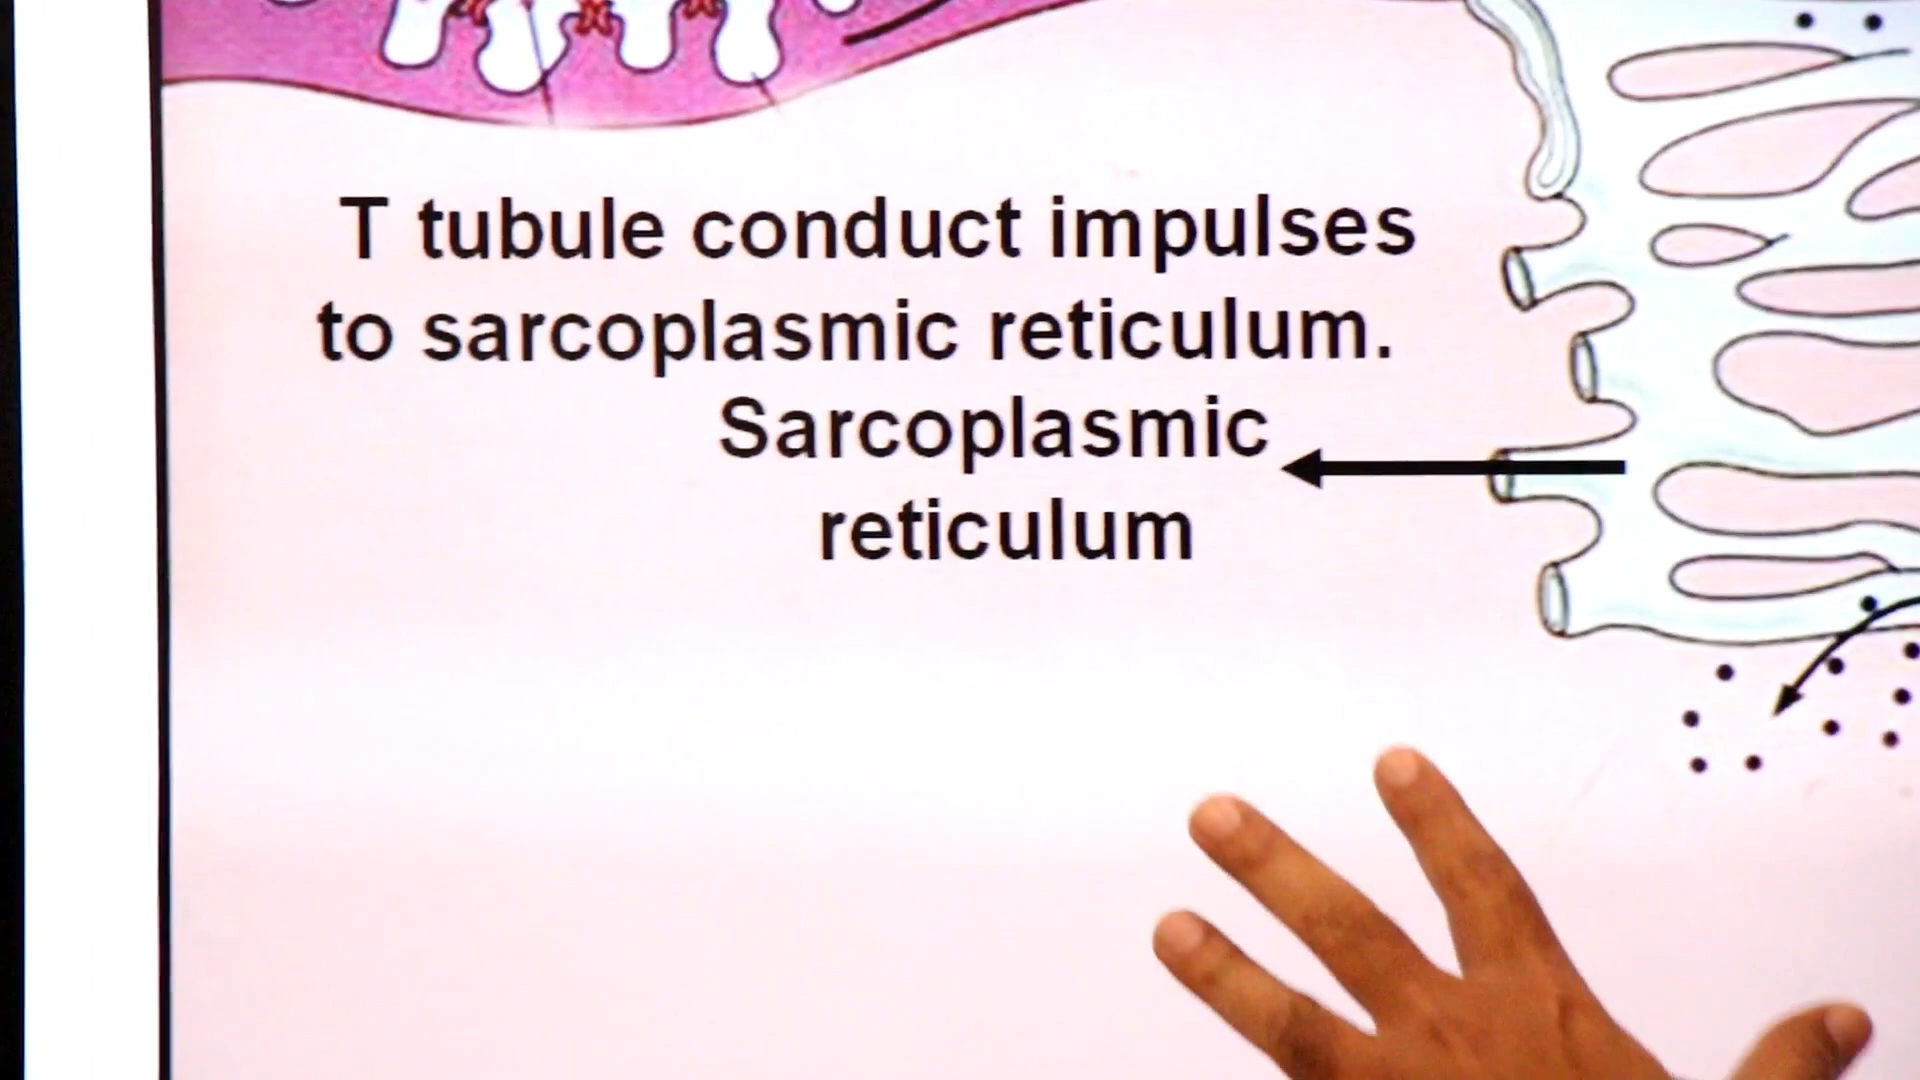 T tubule conduct impulses
to sarcoplasmic reticulum.
Sarcoplasmic
reticulum